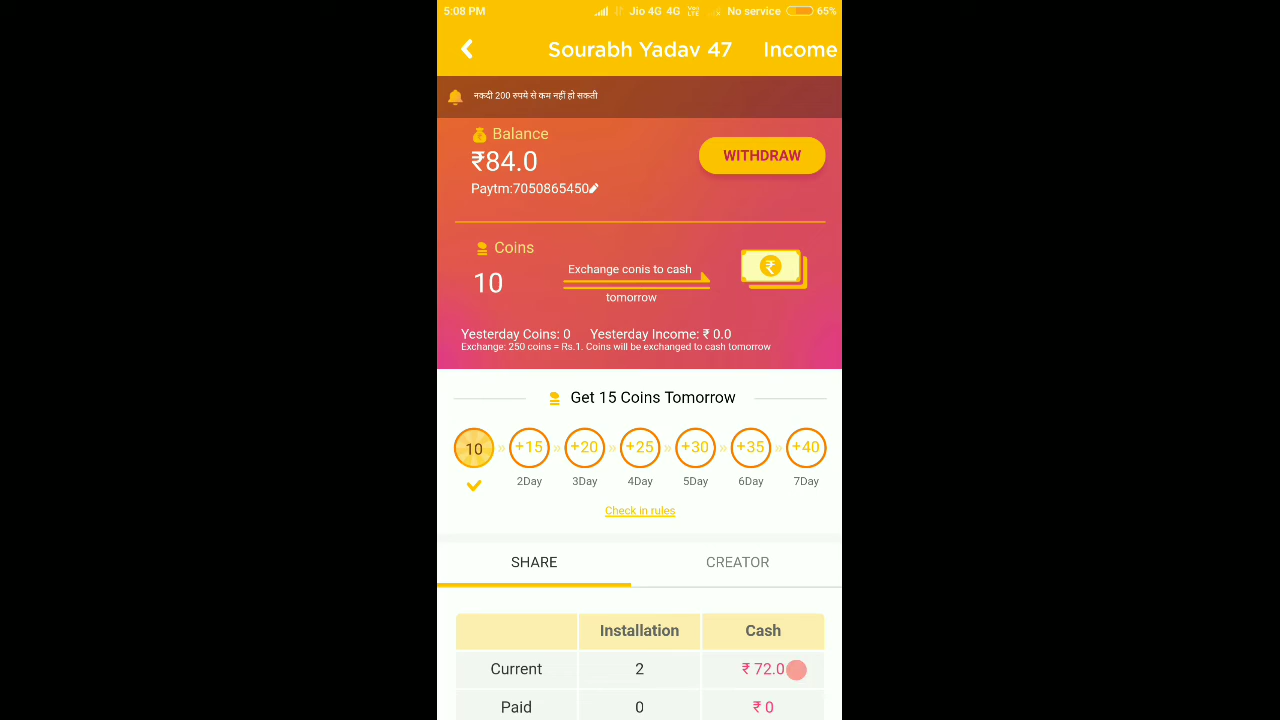 5:08 PM Jio 4G 4G VoLTE No service 65%
Sourabh Yadav 47 Income
नकदी 200 रुपये से कम नहीं हो सकती
Balance
₹84.0
WITHDRAW
Paytm:7050865450
Coins
10
Exchange conis to cash
tomorrow
Yesterday Coins: 0 Yesterday Income: ₹ 0.0
Exchange: 250 coins = Rs.1. Coins will be exchanged to cash tomorrow
Get 15 Coins Tomorrow
10 +15 +20 +25 +30 +35 +40
2Day 3Day 4Day 5Day 6Day 7Day
Check in rules
SHARE CREATOR
Installation Cash
Current 2 ₹ 72.0
Paid 0 ₹ 0